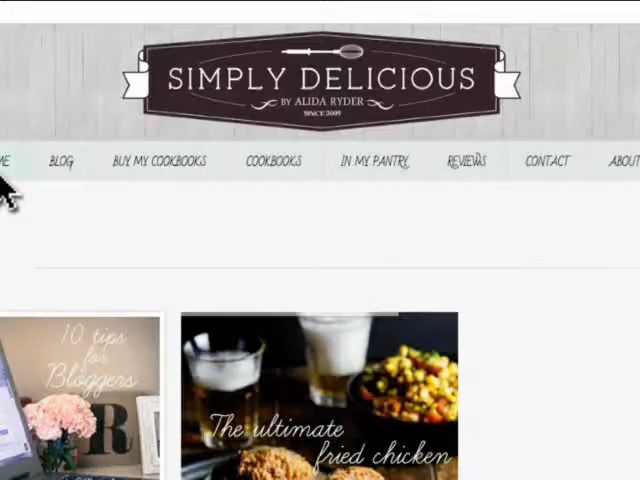 SIMPLY DELICIOUS
BY ALIDA RYDER
SINCE 2009
ME BLOG BUY MY COOKBOOKS COOKBOOKS IN MY PANTRY REVIEWS CONTACT ABOUT
10 tips
for
Bloggers
R
The ultimate
fried chicken